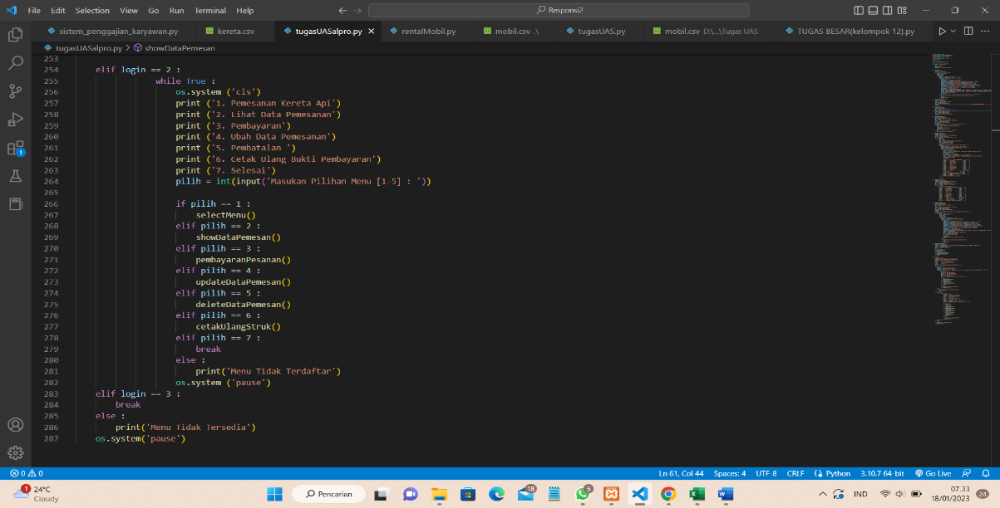 File Edit Selection View Go Run Terminal Help
Responsi2
sistem_penggajian_karyawan.py kereta.csv tugasUASalpro.py rentalMobil.py mobil.csv .\ tugasUAS.py mobil.csv D:\...\Tugas UAS TUGAS BESAR(kelompok 12).py
tugasUASalpro.py > showDataPemesan
253
254 elif login == 2 :
255 while True :
256 os.system ('cls')
257 print ('1. Pemesanan Kereta Api')
258 print ('2. Lihat Data Pemesanan')
259 print ('3. Pembayaran')
260 print ('4. Ubah Data Pemesanan')
261 print ('5. Pembatalan ')
262 print ('6. Cetak Ulang Bukti Pembayaran')
263 print ('7. Selesai')
264 pilih = int(input('Masukan Pilihan Menu [1-5] : '))
265
266 if pilih == 1 :
267 selectMenu()
268 elif pilih == 2 :
269 showDataPemesan()
270 elif pilih == 3 :
271 pembayaranPesanan()
272 elif pilih == 4 :
273 updateDataPemesan()
274 elif pilih == 5 :
275 deleteDataPemesan()
276 elif pilih == 6 :
277 cetakUlangStruk()
278 elif pilih == 7 :
279 break
280 else :
281 print('Menu Tidak Terdaftar')
282 os.system ('pause')
283 elif login == 3 :
284 break
285 else :
286 print('Menu Tidak Tersedia')
287 os.system('pause')
1
0 0 Ln 61, Col 44 Spaces: 4 UTF-8 CRLF Python 3.10.7 64-bit Go Live
1 24°C
Cloudy
Pencarian
18
5
IND
07.33
18/01/2023
24